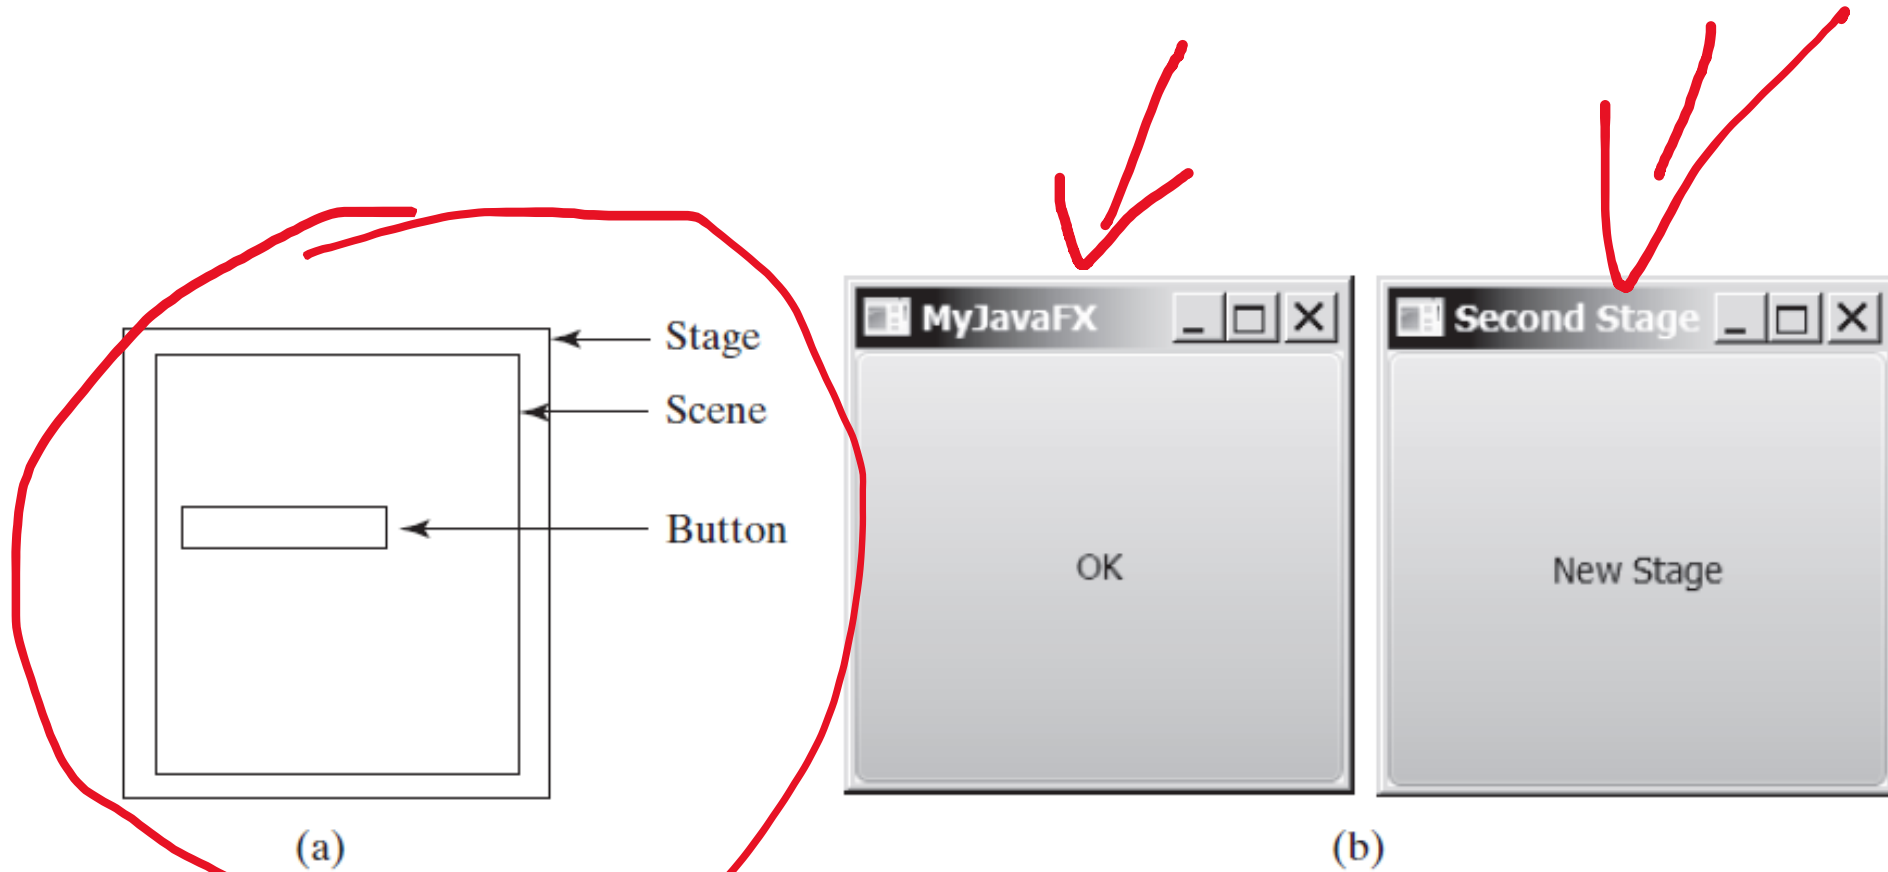 Stage
Scene
Button
(a)
MyJavaFX
OK
Second Stage
New Stage
(b)